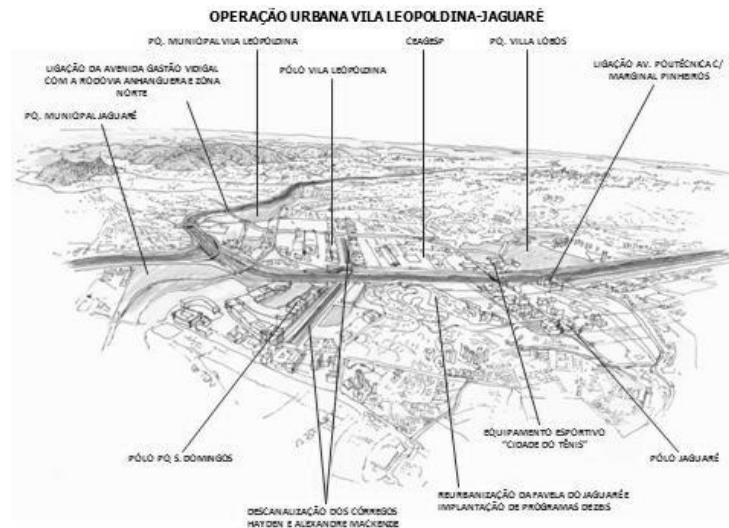 OPERAÇÃO URBANA VILA LEOPOLDINA-JAGUARÉ
PQ. MUNICIPAL VILA LEOPOLDINA
CEAGESP
PQ. VILLA LOBOS
LIGAÇÃO DA AVENIDA GASTÃO VIDIGAL
COM A RODOVIA ANHANGUERA E ZONA
NORTE
PÓLO VILA LEOPOLDINA
LIGAÇÃO AV. POLITÉCNICA C/
MARGINAL PINHEIROS
PQ. MUNICIPAL JAGUARÉ
EQUIPAMENTO ESPORTIVO
"CIDADE DO TÊNIS"
PÓLO PQ. S. DOMINGOS
PÓLO JAGUARÉ
REURBANIZAÇÃO DA FAVELA DO JAGUARÉ E
IMPLANTAÇÃO DE PROGRAMAS DE ZEIS
DESCANALIZAÇÃO DOS CÓRREGOS
HAYDEN E ALEXANDRE MACKENZIE